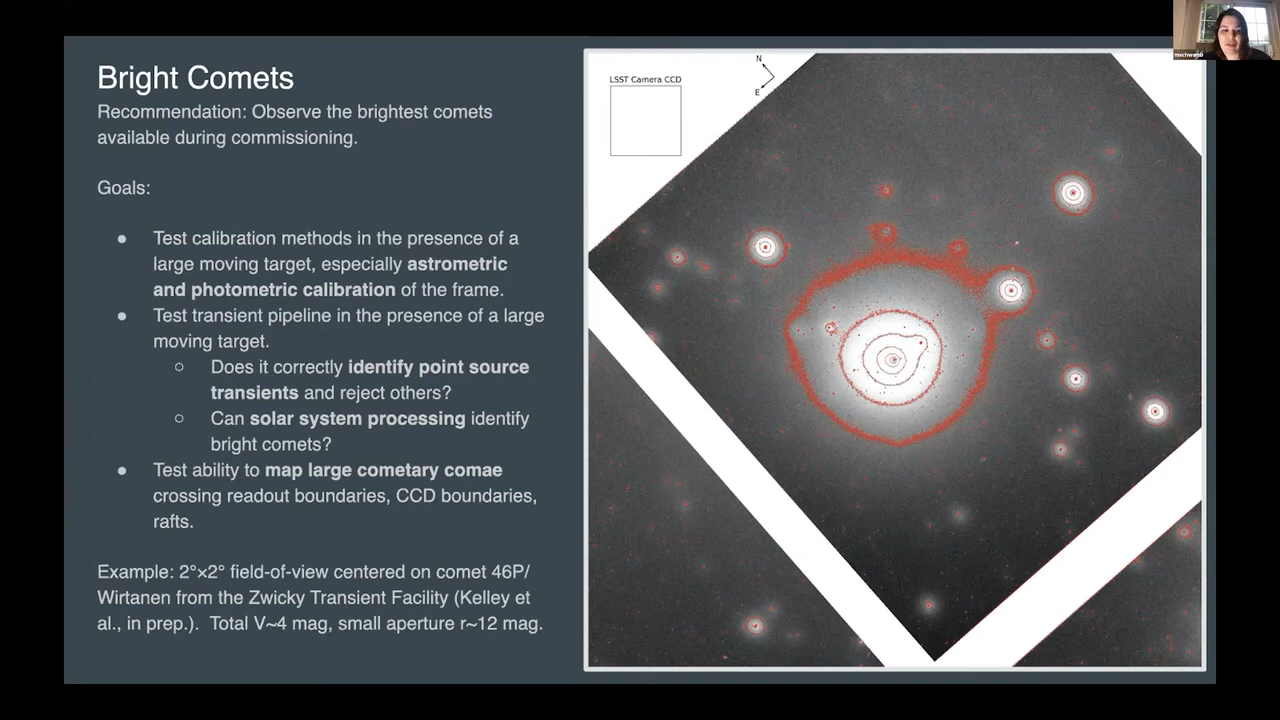 Bright Comets
Recommendation: Observe the brightest comets
available during commissioning.
Goals:
● Test calibration methods in the presence of a
large moving target, especially astrometric
and photometric calibration of the frame.
● Test transient pipeline in the presence of a large
moving target.
○ Does it correctly identify point source
transients and reject others?
○ Can solar system processing identify
bright comets?
● Test ability to map large cometary comae
crossing readout boundaries, CCD boundaries,
rafts.
Example: 2°×2° field-of-view centered on comet 46P/
Wirtanen from the Zwicky Transient Facility (Kelley et
al., in prep.). Total V~4 mag, small aperture r~12 mag.
LSST Camera CCD
N
E
mschwamb